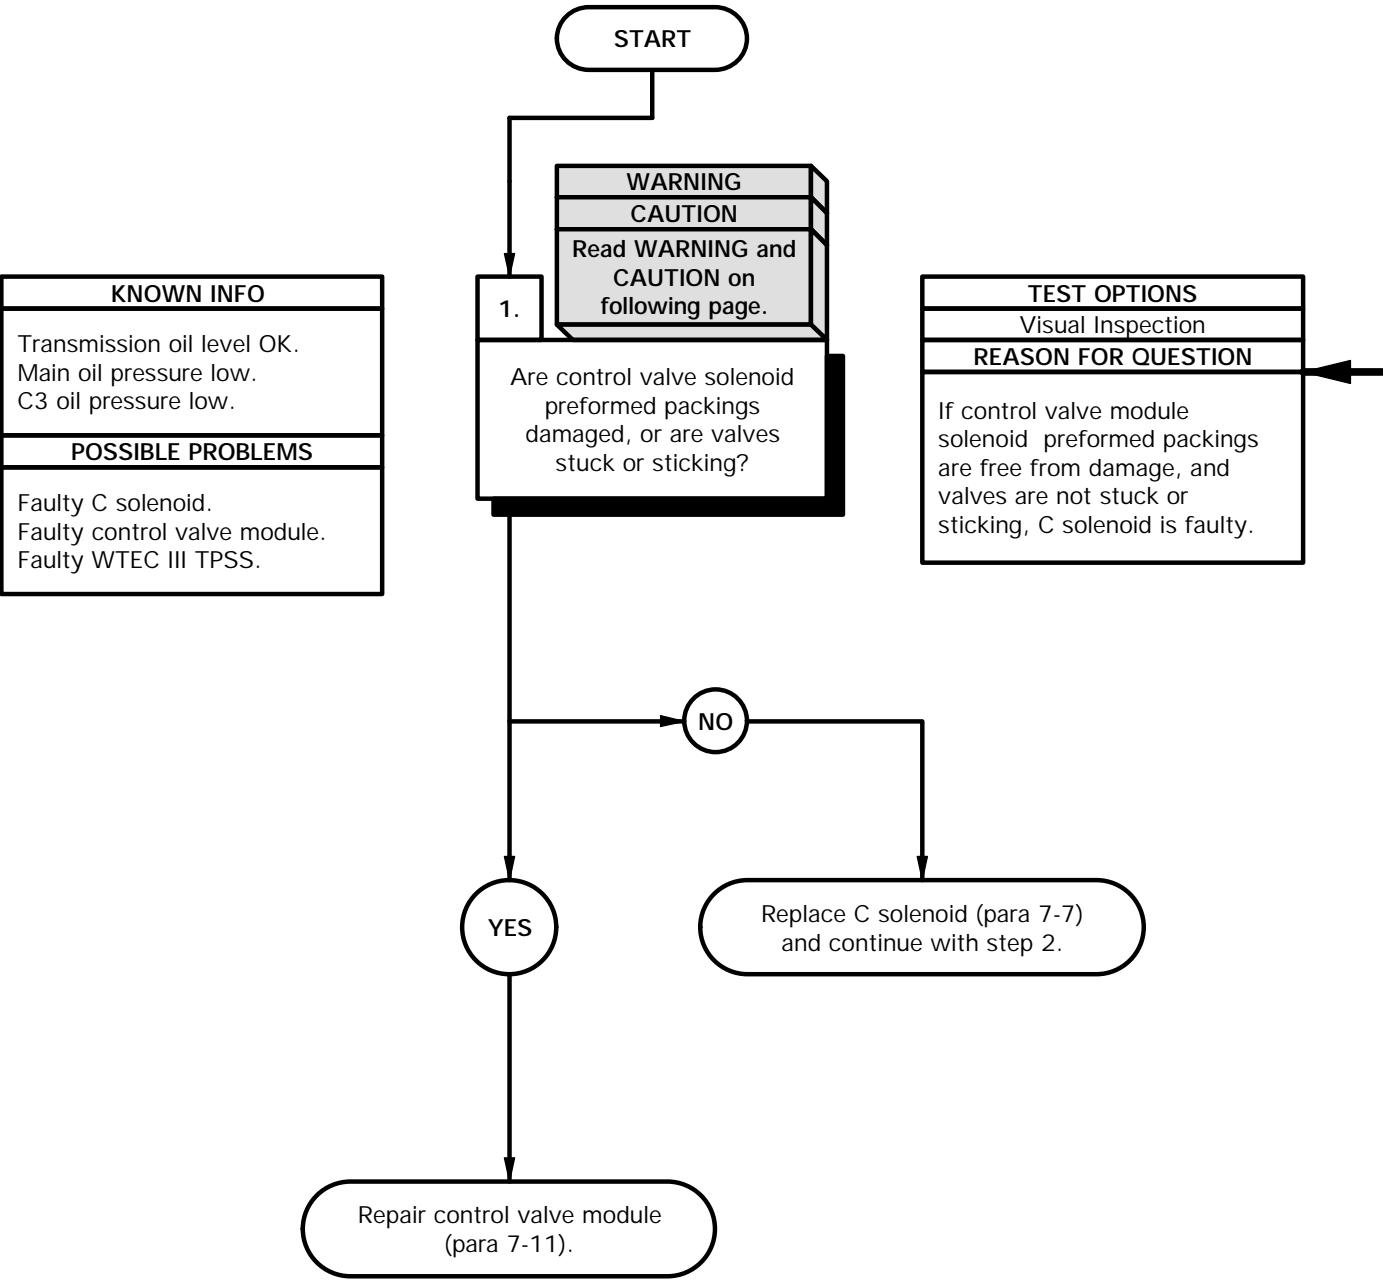 START
WARNING
CAUTION
Read WARNING and
CAUTION on
following page.
KNOWN INFO
Transmission oil level OK.
Main oil pressure low.
C3 oil pressure low.
POSSIBLE PROBLEMS
Faulty C solenoid.
Faulty control valve module.
Faulty WTEC III TPSS.
1.
Are control valve solenoid
preformed packings
damaged, or are valves
stuck or sticking?
TEST OPTIONS
Visual Inspection
REASON FOR QUESTION
If control valve module
solenoid preformed packings
are free from damage, and
valves are not stuck or
sticking, C solenoid is faulty.
NO
YES
Replace C solenoid (para 7-7)
and continue with step 2.
Repair control valve module
(para 7-11).